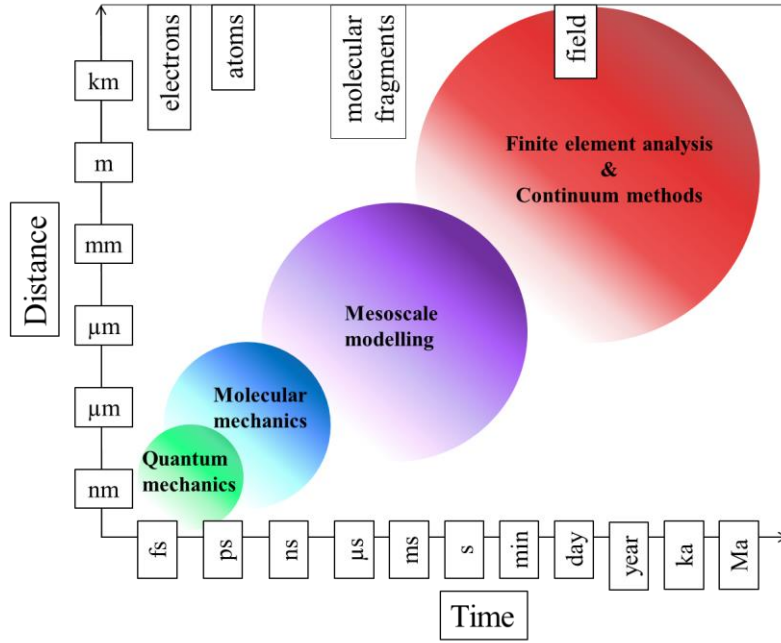 electrons
atoms
molecular
fragments
field
km
m
mm
µm
µm
nm
Distance
Finite element analysis
&
Continuum methods
Mesoscale
modelling
Molecular
mechanics
Quantum
mechanics
fs
ps
ns
µs
ms
s
min
day
year
ka
Ma
Time